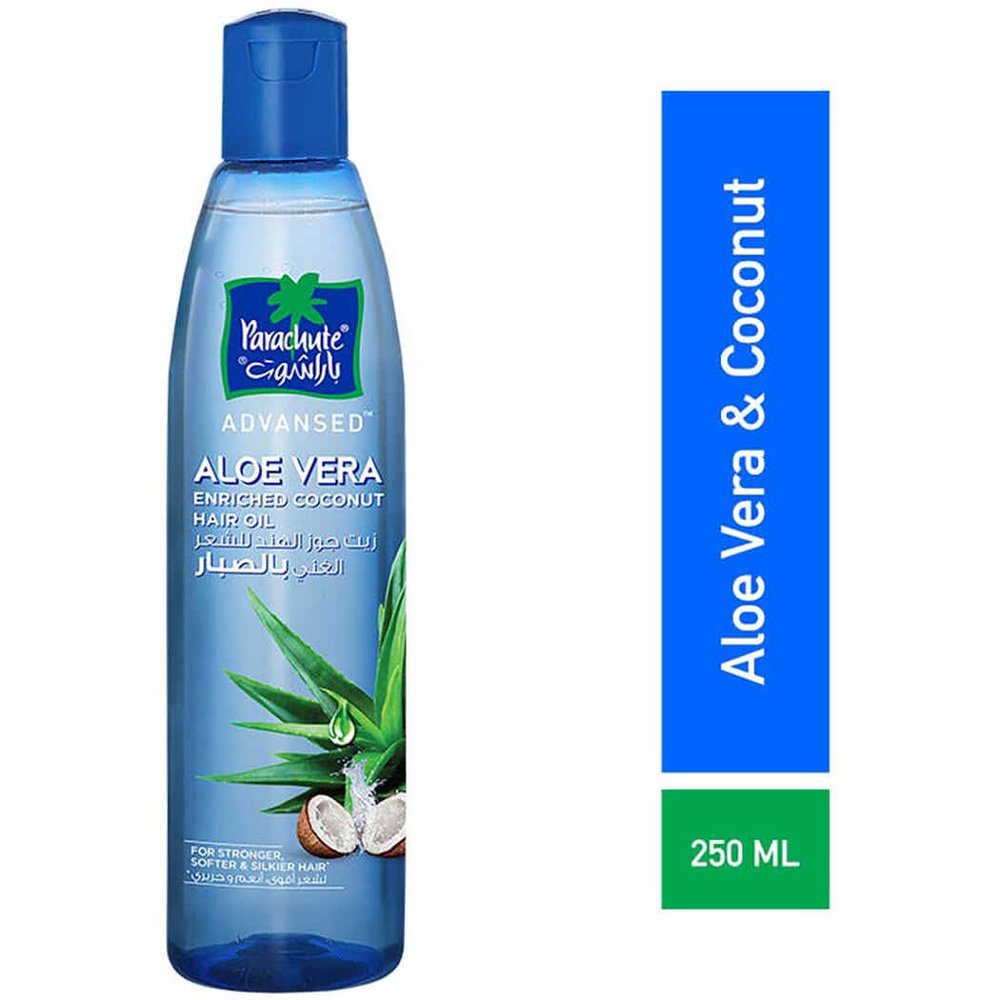 Parachute®
باراشوت®
ADVANSED™
ALOE VERA
ENRICHED COCONUT
HAIR OIL
زيت جوز الهند للشعر
الغني بالصبار
FOR STRONGER,
SOFTER & SILKIER HAIR*
لشعر أقوى، أنعم و حريري*
Aloe Vera & Coconut
250 ML